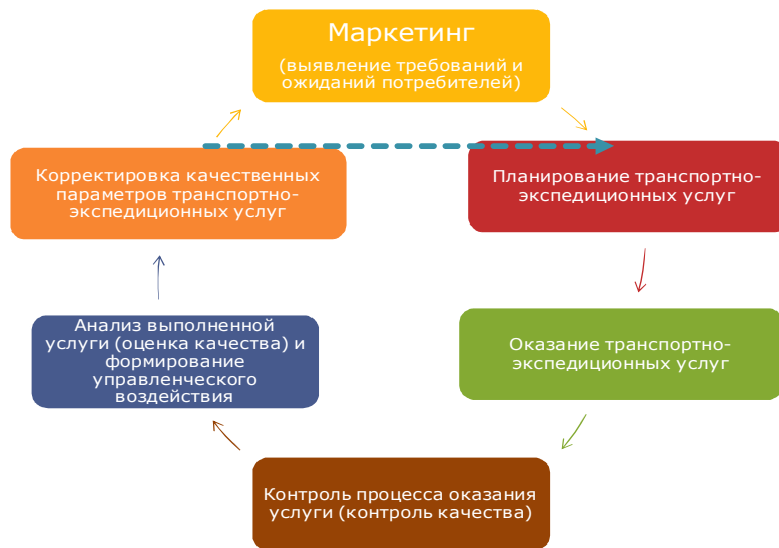 Маркетинг
(выявление требований и
ожиданий потребителей)
Корректировка качественных
параметров транспортно-
экспедиционных услуг
Планирование транспортно-
экспедиционных услуг
Анализ выполненной
услуги (оценка качества) и
формирование
управленческого
воздействия
Оказание транспортно-
экспедиционных услуг
Контроль процесса оказания
услуги (контроль качества)